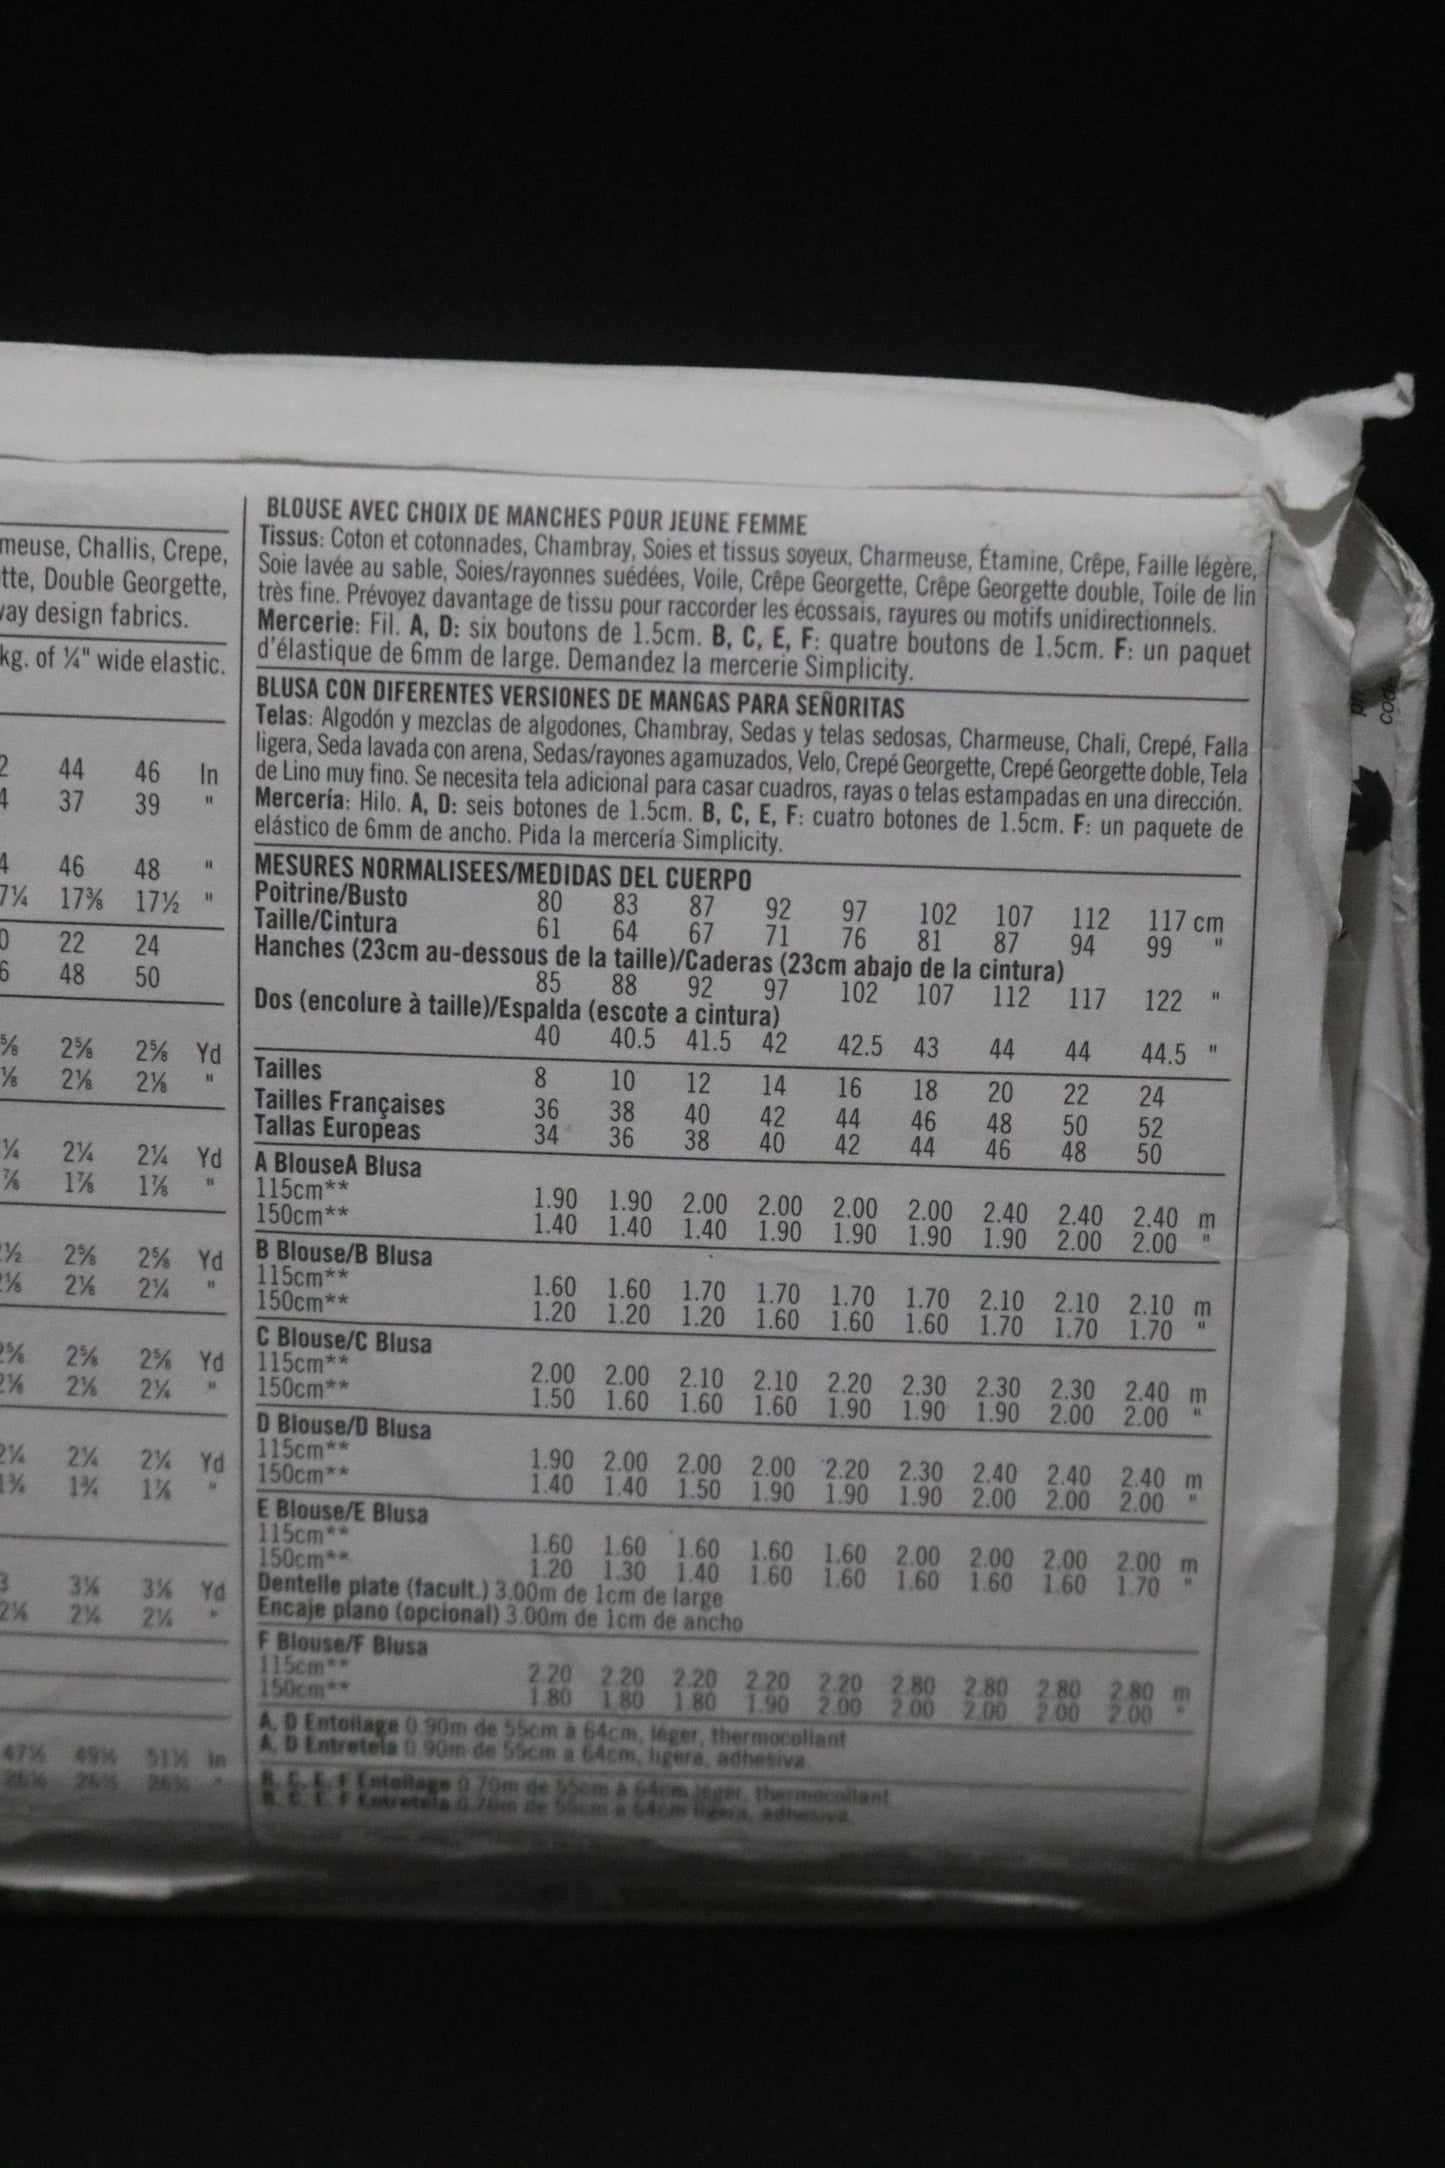 meuse, Challis, Crepe,
tte, Double Georgette,
way design fabrics.
kg. of ¼" wide elastic.
2 44 46 In
4 37 39 "
4 46 48 "
7¼ 17⅜ 17½ "
0 22 24
6 48 50
⅝ 2⅝ 2⅝ Yd
⅛ 2⅛ 2⅛ "
¼ 2¼ 2¼ Yd
⅞ 1⅞ 1⅞ "
½ 2⅝ 2⅝ Yd
⅛ 2⅛ 2¼ "
2⅝ 2⅝ 2⅝ Yd
2⅛ 2⅛ 2¼ "
2¼ 2¼ 2¼ Yd
1¾ 1¾ 1⅞ "
3 3⅛ 3⅛ Yd
2⅛ 2¼ 2¼ "
47½ 49½ 51½ In
BLOUSE AVEC CHOIX DE MANCHES POUR JEUNE FEMME
Tissus: Coton et cotonnades, Chambray, Soies et tissus soyeux, Charmeuse, Étamine, Crêpe, Faille légère,
Soie lavée au sable, Soies/rayonnes suédées, Voile, Crêpe Georgette, Crêpe Georgette double, Toile de lin
très fine. Prévoyez davantage de tissu pour raccorder les écossais, rayures ou motifs unidirectionnels.
Mercerie: Fil. A, D: six boutons de 1.5cm. B, C, E, F: quatre boutons de 1.5cm. F: un paquet
d'élastique de 6mm de large. Demandez la mercerie Simplicity.
BLUSA CON DIFERENTES VERSIONES DE MANGAS PARA SEÑORITAS
Telas: Algodón y mezclas de algodones, Chambray, Sedas y telas sedosas, Charmeuse, Chali, Crepé, Falla
ligera, Seda lavada con arena, Sedas/rayones agamuzados, Velo, Crepé Georgette, Crepé Georgette doble, Tela
de Lino muy fino. Se necesita tela adicional para casar cuadros, rayas o telas estampadas en una dirección.
Mercería: Hilo. A, D: seis botones de 1.5cm. B, C, E, F: cuatro botones de 1.5cm. F: un paquete de
elástico de 6mm de ancho. Pida la mercería Simplicity.
MESURES NORMALISEES/MEDIDAS DEL CUERPO
Poitrine/Busto 80 83 87 92 97 102 107 112 117 cm
Taille/Cintura 61 64 67 71 76 81 87 94 99 "
Hanches (23cm au-dessous de la taille)/Caderas (23cm abajo de la cintura)
85 88 92 97 102 107 112 117 122 "
Dos (encolure à taille)/Espalda (escote a cintura)
40 40.5 41.5 42 42.5 43 44 44 44.5 "
Tailles 8 10 12 14 16 18 20 22 24
Tailles Françaises 36 38 40 42 44 46 48 50 52
Tallas Europeas 34 36 38 40 42 44 46 48 50
A BlouseA Blusa
115cm** 1.90 1.90 2.00 2.00 2.00 2.00 2.40 2.40 2.40 m
150cm** 1.40 1.40 1.40 1.90 1.90 1.90 1.90 2.00 2.00 "
B Blouse/B Blusa
115cm** 1.60 1.60 1.70 1.70 1.70 1.70 2.10 2.10 2.10 m
150cm** 1.20 1.20 1.20 1.60 1.60 1.60 1.70 1.70 1.70 "
C Blouse/C Blusa
115cm** 2.00 2.00 2.10 2.10 2.20 2.30 2.30 2.30 2.40 m
150cm** 1.50 1.60 1.60 1.60 1.90 1.90 1.90 2.00 2.00 "
D Blouse/D Blusa
115cm** 1.90 2.00 2.00 2.00 2.20 2.30 2.40 2.40 2.40 m
150cm** 1.40 1.40 1.50 1.90 1.90 1.90 2.00 2.00 2.00 "
E Blouse/E Blusa
115cm** 1.60 1.60 1.60 1.60 1.60 2.00 2.00 2.00 2.00 m
150cm** 1.20 1.30 1.40 1.60 1.60 1.60 1.60 1.60 1.70 "
Dentelle plate (facult.) 3.00m de 1cm de large
Encaje plano (opcional) 3.00m de 1cm de ancho
F Blouse/F Blusa
115cm** 2.20 2.20 2.20 2.20 2.20 2.80 2.80 2.80 2.80 m
150cm** 1.80 1.80 1.80 1.90 2.00 2.00 2.00 2.00 2.00 "
A, D Entoilage 0.90m de 55cm à 64cm, léger, thermocollant
A, D Entretela 0.90m de 55cm a 64cm, ligera, adhesiva
B, C, E, F Entoilage 0.70m de 55cm à 64cm léger, thermocollant
B, C, E, F Entretela 0.70m de 55cm a 64cm ligera, adhesiva
code